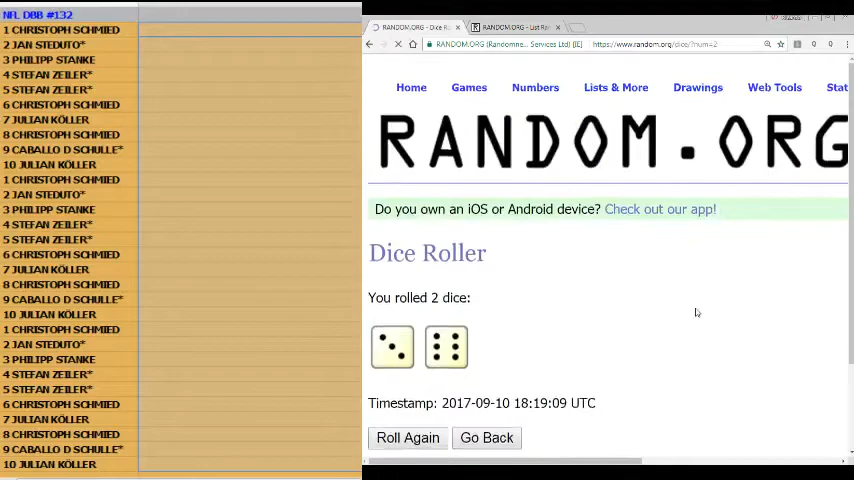 NFL DBB #132
1 CHRISTOPH SCHMIED
2 JAN STEDUTO*
3 PHILIPP STANKE
4 STEFAN ZEILER*
5 STEFAN ZEILER*
6 CHRISTOPH SCHMIED
7 JULIAN KÖLLER
8 CHRISTOPH SCHMIED
9 CABALLO D SCHULLE*
10 JULIAN KÖLLER
1 CHRISTOPH SCHMIED
2 JAN STEDUTO*
3 PHILIPP STANKE
4 STEFAN ZEILER*
5 STEFAN ZEILER*
6 CHRISTOPH SCHMIED
7 JULIAN KÖLLER
8 CHRISTOPH SCHMIED
9 CABALLO D SCHULLE*
10 JULIAN KÖLLER
1 CHRISTOPH SCHMIED
2 JAN STEDUTO*
3 PHILIPP STANKE
4 STEFAN ZEILER*
5 STEFAN ZEILER*
6 CHRISTOPH SCHMIED
7 JULIAN KÖLLER
8 CHRISTOPH SCHMIED
9 CABALLO D SCHULLE*
10 JULIAN KÖLLER
RANDOM.ORG - Dice R RANDOM.ORG - List Ra
RANDOM.ORG (Randomne... Services Ltd) [IE] https://www.random.org/dice/?num=2
Home Games Numbers Lists & More Drawings Web Tools Stat
RANDOM.ORG
Do you own an iOS or Android device? Check out our app!
Dice Roller
You rolled 2 dice:
Timestamp: 2017-09-10 18:19:09 UTC
Roll Again Go Back